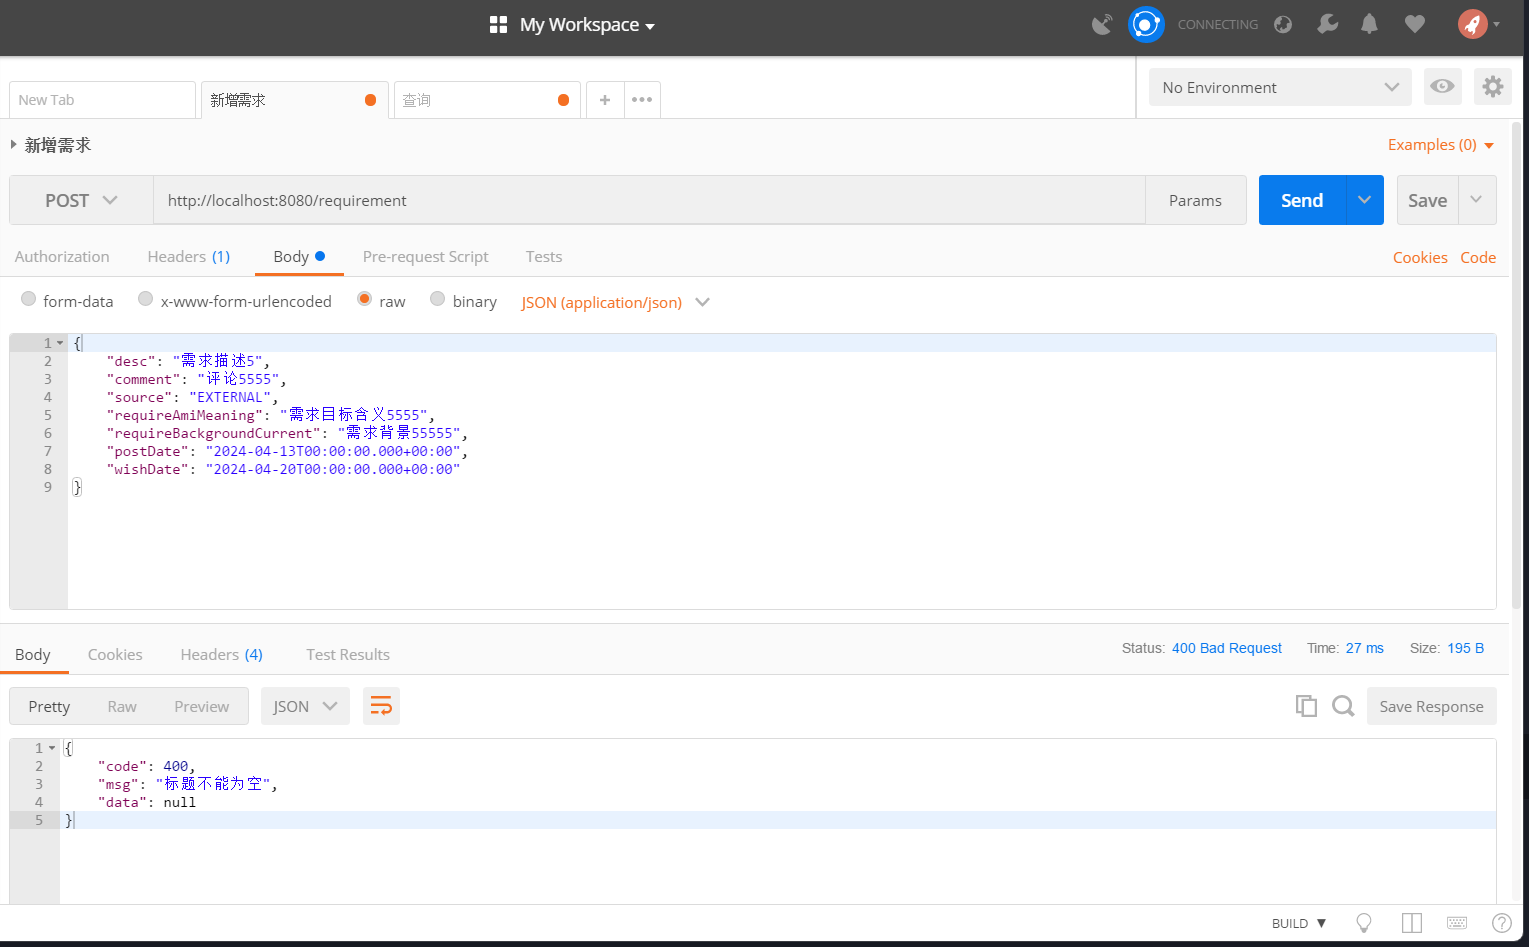 My Workspace
CONNECTING
New Tab
新增需求
查询
No Environment
新增需求
Examples (0)
POST
http://localhost:8080/requirement
Params
Send
Save
Authorization
Headers (1)
Body
Pre-request Script
Tests
Cookies
Code
form-data
x-www-form-urlencoded
raw
binary
JSON (application/json)
1 {
2 "desc": "需求描述5",
3 "comment": "评论5555",
4 "source": "EXTERNAL",
5 "requireAmiMeaning": "需求目标含义5555",
6 "requireBackgroundCurrent": "需求背景55555",
7 "postDate": "2024-04-13T00:00:00.000+00:00",
8 "wishDate": "2024-04-20T00:00:00.000+00:00"
9 }
Body
Cookies
Headers (4)
Test Results
Status: 400 Bad Request
Time: 27 ms
Size: 195 B
Pretty
Raw
Preview
JSON
Save Response
1 {
2 "code": 400,
3 "msg": "标题不能为空",
4 "data": null
5 }
BUILD